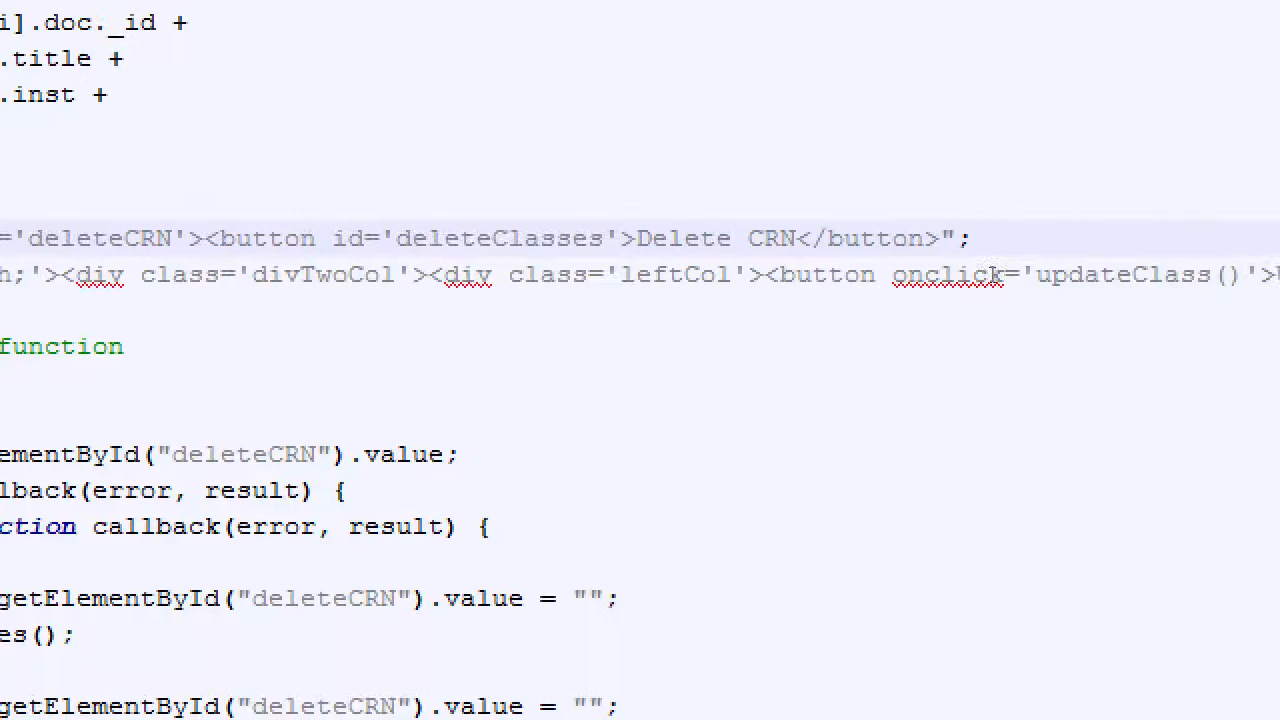 i].doc._id +
.title +
.inst +
='deleteCRN'><button id='deleteClasses'>Delete CRN</button>";
h;'><div class='divTwoCol'><div class='leftCol'><button onclick='updateClass()'>
function
ementById("deleteCRN").value;
lback(error, result) {
ction callback(error, result) {
getElementById("deleteCRN").value = "";
es();
getElementById("deleteCRN").value = "";